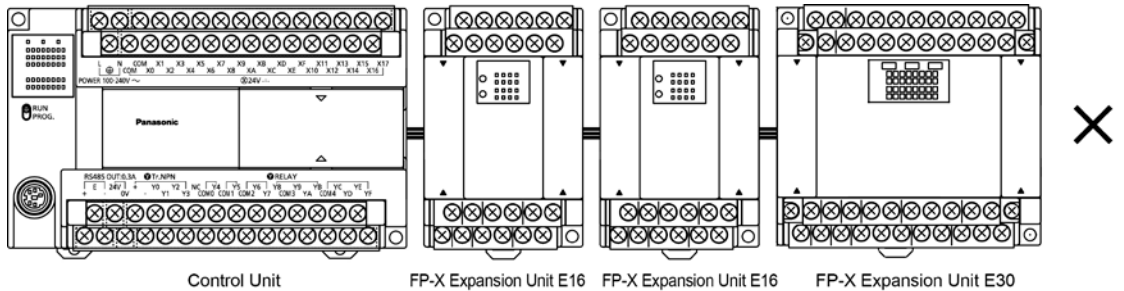 L N COM X1 X3 X5 X7 X9 XB XD XF X11 X13 X15 X17
COM X0 X2 X4 X6 X8 XA XC XE X10 X12 X14 X16
POWER 100-240V ~ 24V
RUN
PROG.
Panasonic
RS485 OUT:0.3A Tr.NPN RELAY
E 24V + Y0 Y2 NC Y4 Y5 Y6 Y8 Y9 YB YC YE
+ - 0V - Y1 Y3 COM0 COM1 COM2 Y7 COM3 YA COM4 YD YF
Control Unit FP-X Expansion Unit E16 FP-X Expansion Unit E16 FP-X Expansion Unit E30